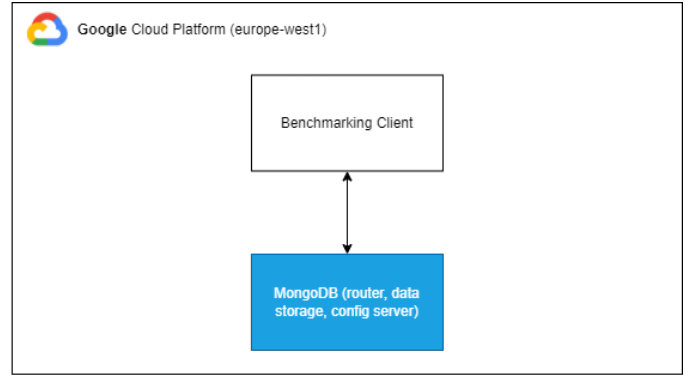 Google Cloud Platform (europe-west1)
Benchmarking Client
MongoDB (router, data
storage, config server)